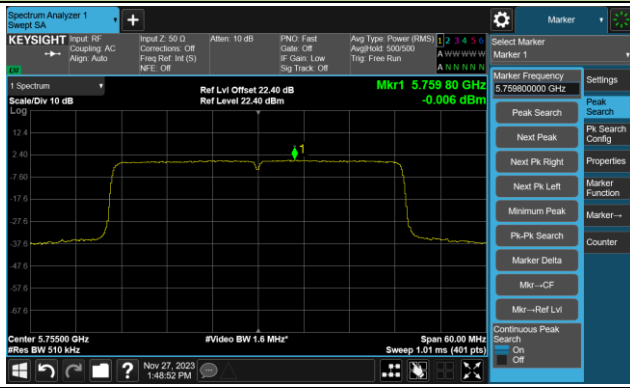 Spectrum Analyzer 1
Swept SA
Marker
KEYSIGHT
Input: RF
Coupling: AC
Align: Auto
Input Z: 50 Ω
Corrections: Off
Freq Ref: Int (S)
NFE: Off
Atten: 10 dB
PNO: Fast
Gate: Off
IF Gain: Low
Sig Track: Off
Avg Type: Power (RMS)
Avg|Hold: 500/500
Trig: Free Run
1 2 3 4 5 6
A W W W W W
A N N N N N
1 Spectrum
Scale/Div 10 dB
Ref Lvl Offset 22.40 dB
Ref Level 22.40 dBm
Mkr1 5.759 80 GHz
-0.006 dBm
Log
12.4
2.40
-7.60
-17.6
-27.6
-37.6
-47.6
-57.6
-67.6
1
Center 5.75500 GHz
#Res BW 510 kHz
#Video BW 1.6 MHz*
Span 60.00 MHz
Sweep 1.01 ms (401 pts)
Select Marker
Marker 1
Marker Frequency
5.759800000 GHz
Peak Search
Next Peak
Next Pk Right
Next Pk Left
Minimum Peak
Pk-Pk Search
Marker Delta
Mkr→CF
Mkr→Ref Lvl
Continuous Peak
Search
On
Off
Settings
Peak
Search
Pk Search
Config
Properties
Marker
Function
Marker→
Counter
Nov 27, 2023
1:48:52 PM